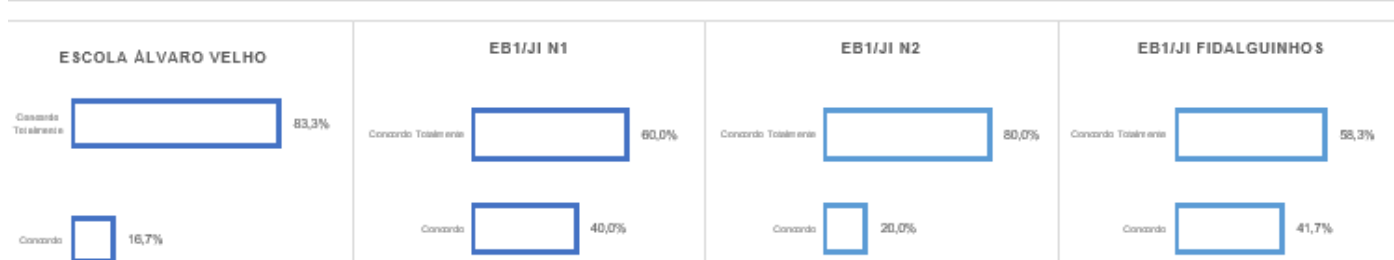 ESCOLA ÁLVARO VELHO
Concordo
Totalmente
83,3%
Concordo
16,7%
EB1/JI N1
Concordo Totalmente
60,0%
Concordo
40,0%
EB1/JI N2
Concordo Totalmente
80,0%
Concordo
20,0%
EB1/JI FIDALGUINHOS
Concordo Totalmente
58,3%
Concordo
41,7%